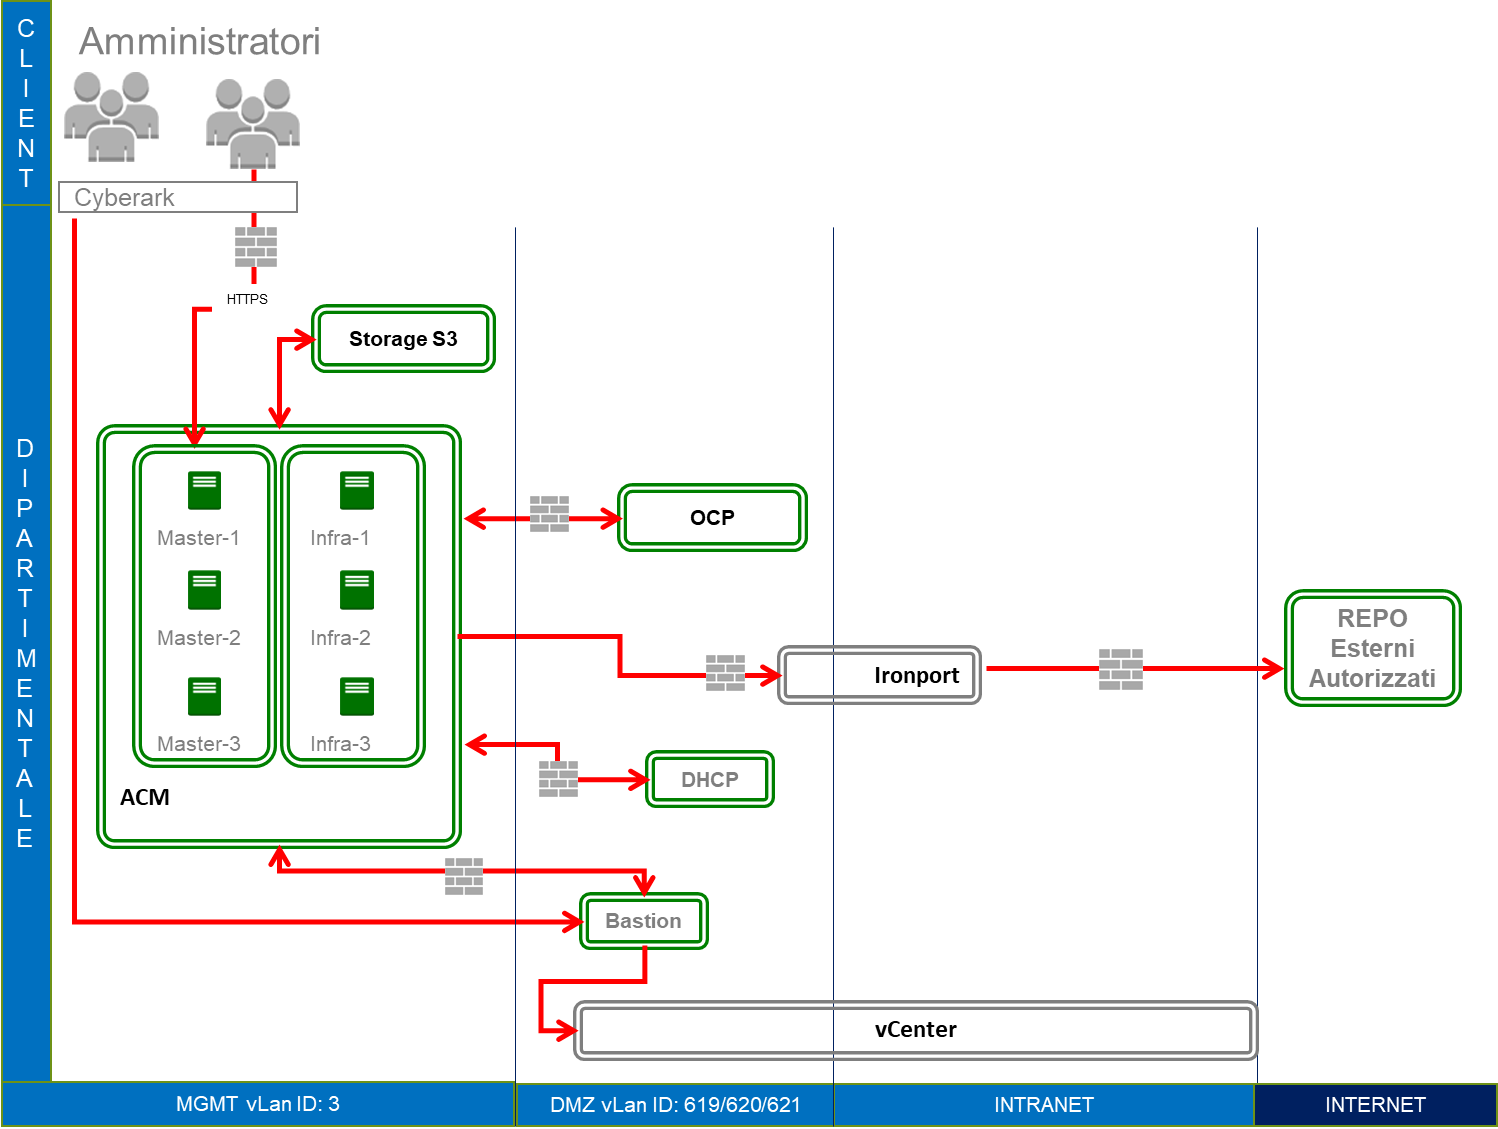 CLIENT
Amministratori
Cyberark
HTTPS
DIPARTIMENTALE
Storage S3
Master-1
Infra-1
Master-2
Infra-2
Master-3
Infra-3
ACM
OCP
Ironport
REPO
Esterni
Autorizzati
DHCP
Bastion
vCenter
MGMT vLan ID: 3
DMZ vLan ID: 619/620/621
INTRANET
INTERNET